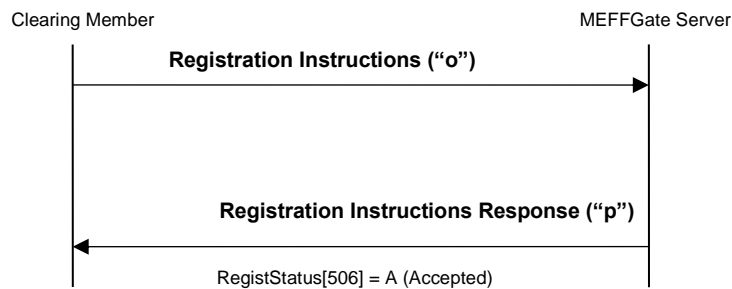 Clearing Member
MEFFGate Server
Registration Instructions (“o”)
Registration Instructions Response (“p”)
RegistStatus[506] = A (Accepted)